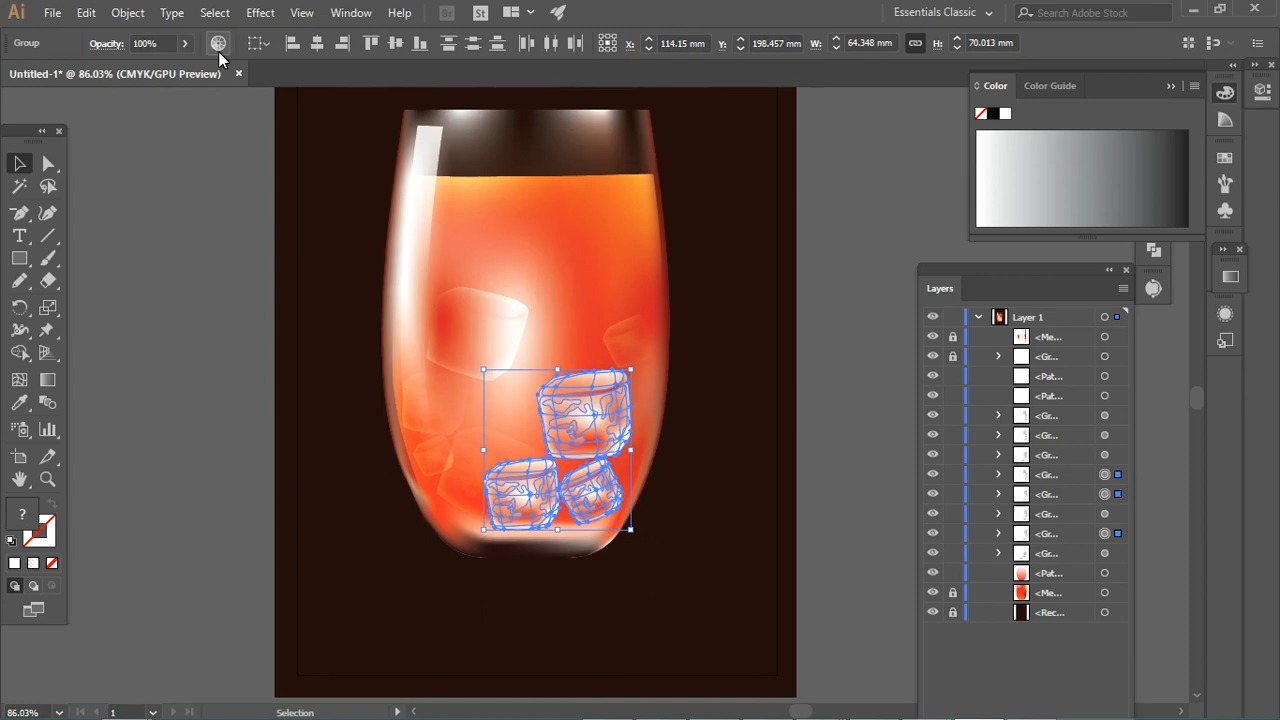 Ai File Edit Object Type Select Effect View Window Help Br St Essentials Classic Search Adobe Stock
Group Opacity: 100% X: 114.15 mm Y: 198.457 mm W: 64.348 mm H: 70.013 mm
Untitled-1* @ 86.03% (CMYK/GPU Preview)
Color Color Guide
Layers
Layer 1
<Me...
<Gr...
<Pat...
<Pat...
<Gr...
<Gr...
<Gr...
<Gr...
<Gr...
<Gr...
<Gr...
<Gr...
<Pat...
<Me...
<Rec...
T
?
86.03% 1 Selection